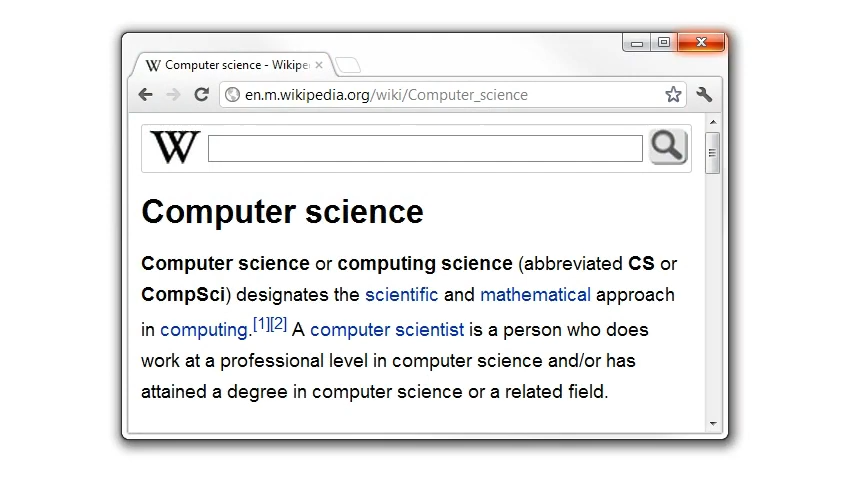 Computer science - Wikipe
en.m.wikipedia.org/wiki/Computer_science
W
Computer science
Computer science or computing science (abbreviated CS or
CompSci) designates the scientific and mathematical approach
in computing.[1][2] A computer scientist is a person who does
work at a professional level in computer science and/or has
attained a degree in computer science or a related field.